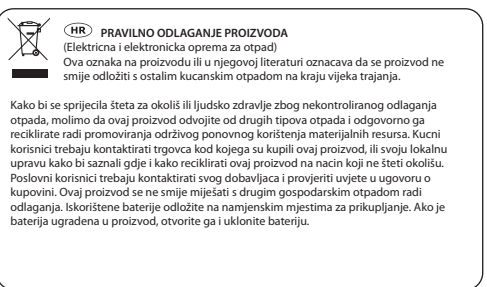 HR PRAVILNO ODLAGANJE PROIZVODA
(Elektricna i elektronicka oprema za otpad)
Ova oznaka na proizvodu ili u njegovoj literaturi oznacava da se proizvod ne
smije odložiti s ostalim kucanskim otpadom na kraju vijeka trajanja.
Kako bi se sprijecila šteta za okoliš ili ljudsko zdravlje zbog nekontroliranog odlaganja
otpada, molimo da ovaj proizvod odvojite od drugih tipova otpada i odgovorno ga
reciklirate radi promoviranja održivog ponovnog korištenja materijalnih resursa. Kucni
korisnici trebaju kontaktirati trgovca kod kojega su kupili ovaj proizvod, ili svoju lokalnu
upravu kako bi saznali gdje i kako reciklirati ovaj proizvod na nacin koji ne šteti okolišu.
Poslovni korisnici trebaju kontaktirati svog dobavljaca i provjeriti uvjete u ugovoru o
kupovini. Ovaj proizvod se ne smije miješati s drugim gospodarskim otpadom radi
odlaganja. Iskorištene baterije odložite na namjenskim mjestima za prikupljanje. Ako je
baterija ugradena u proizvod, otvorite ga i uklonite bateriju.